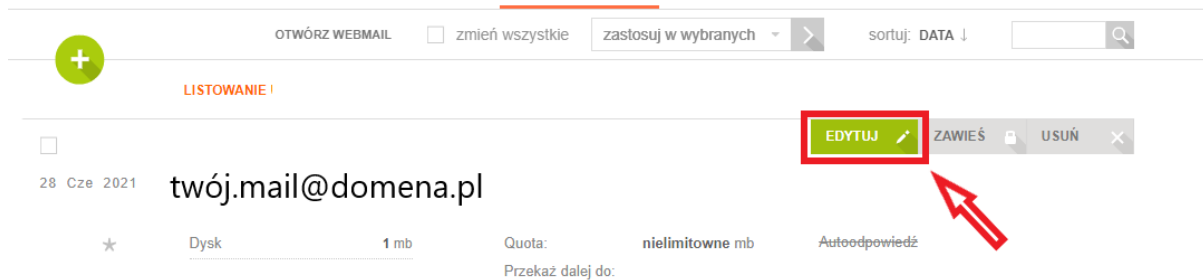 OTWÓRZ WEBMAIL zmień wszystkie zastosuj w wybranych sortuj: DATA ↓
LISTOWANIE
EDYTUJ ZAWIEŚ USUŃ
28 Cze 2021 twój.mail@domena.pl
Dysk 1 mb Quota: nielimitowne mb Autoodpowiedź
Przekaż dalej do: